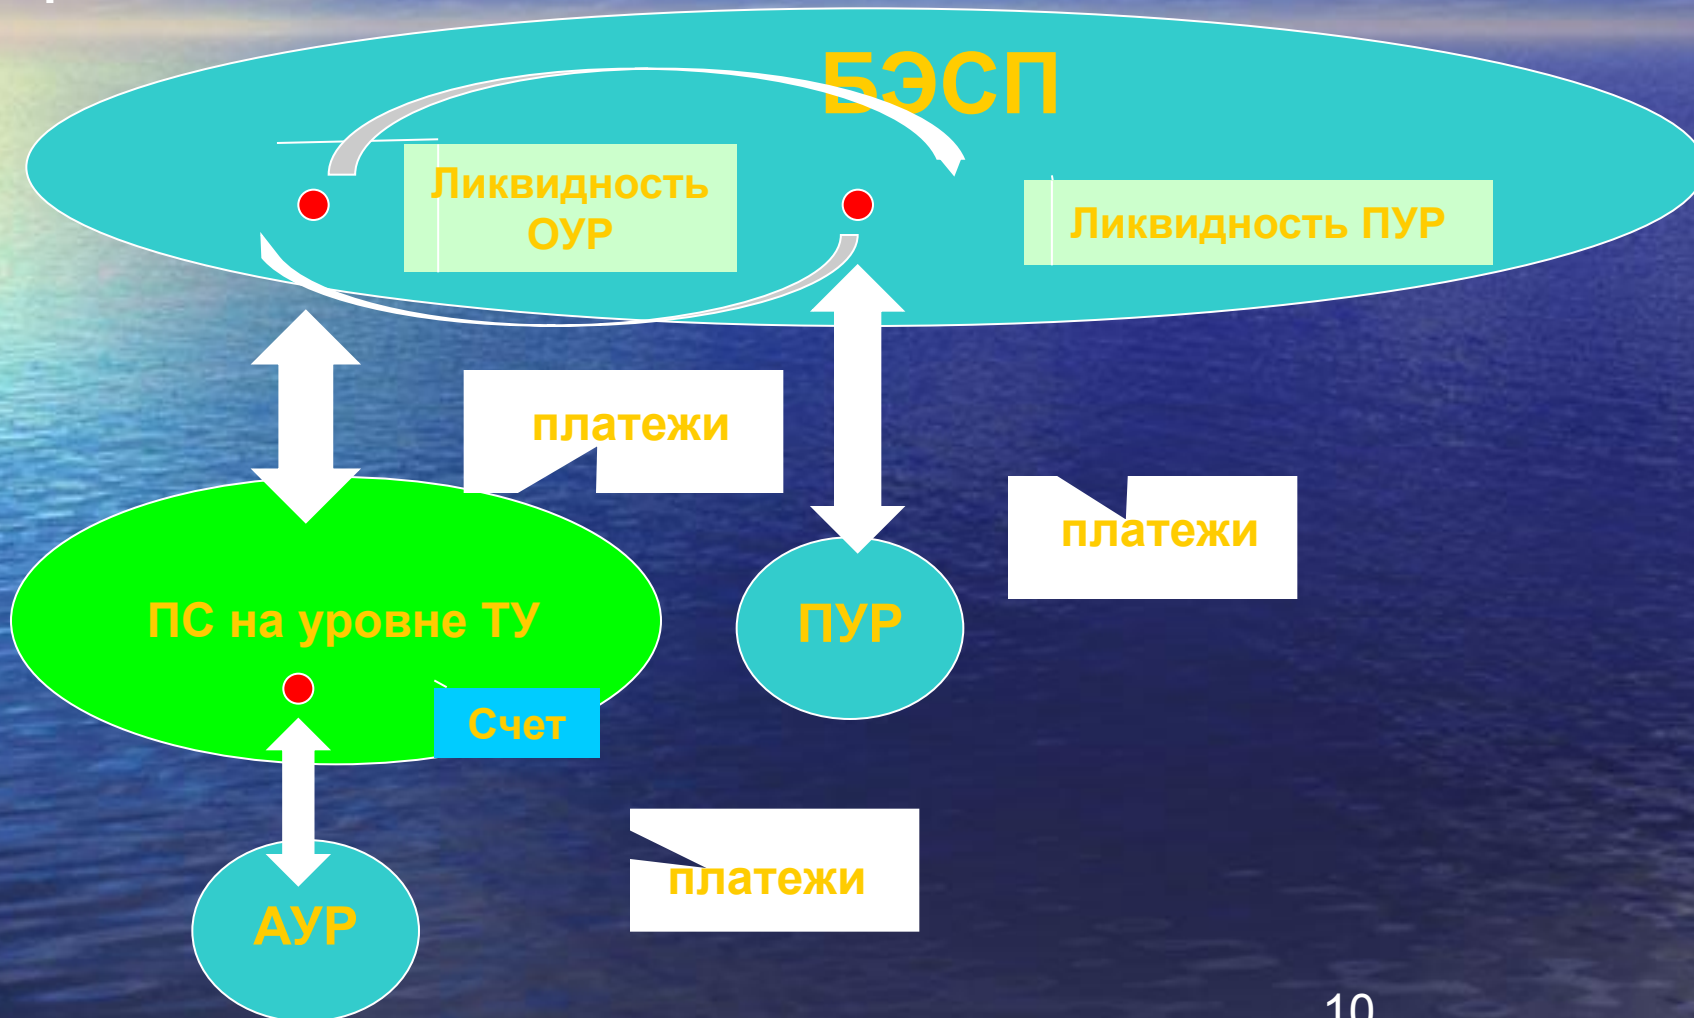 БЭСП
Ликвидность
ОУР
Ликвидность ПУР
платежи
платежи
ПС на уровне ТУ
ПУР
Счет
платежи
АУР
10